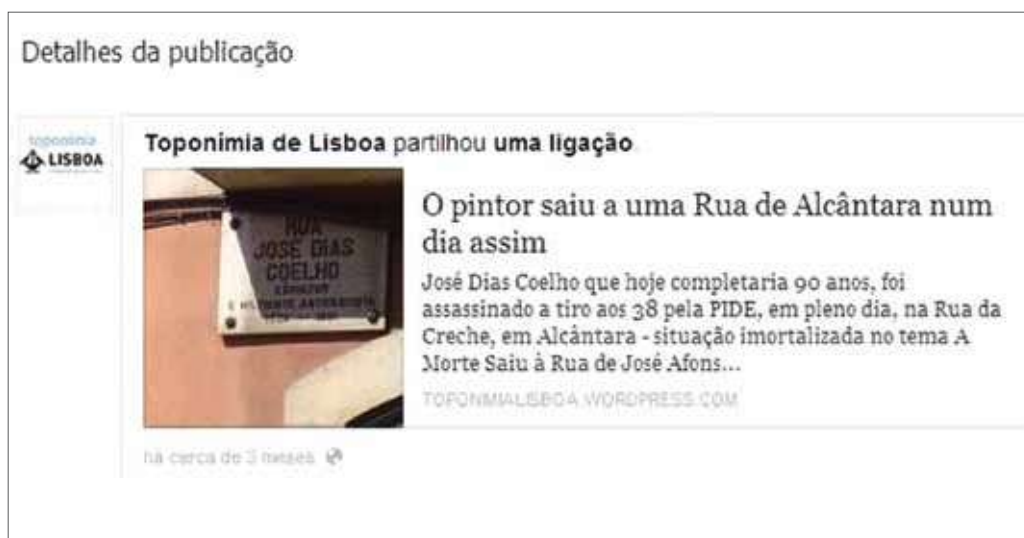 Detalhes da publicação
toponímia
LISBOA
Toponímia de Lisboa partilhou uma ligação
RUA
JOSÉ DIAS
COELHO
O pintor saiu a uma Rua de Alcântara num
dia assim
José Dias Coelho que hoje completaria 90 anos, foi
assassinado a tiro aos 38 pela PIDE, em pleno dia, na Rua da
Creche, em Alcântara - situação imortalizada no tema A
Morte Saiu à Rua de José Afons...
TOPONIMIALISBOA.WORDPRESS.COM
há cerca de 3 meses